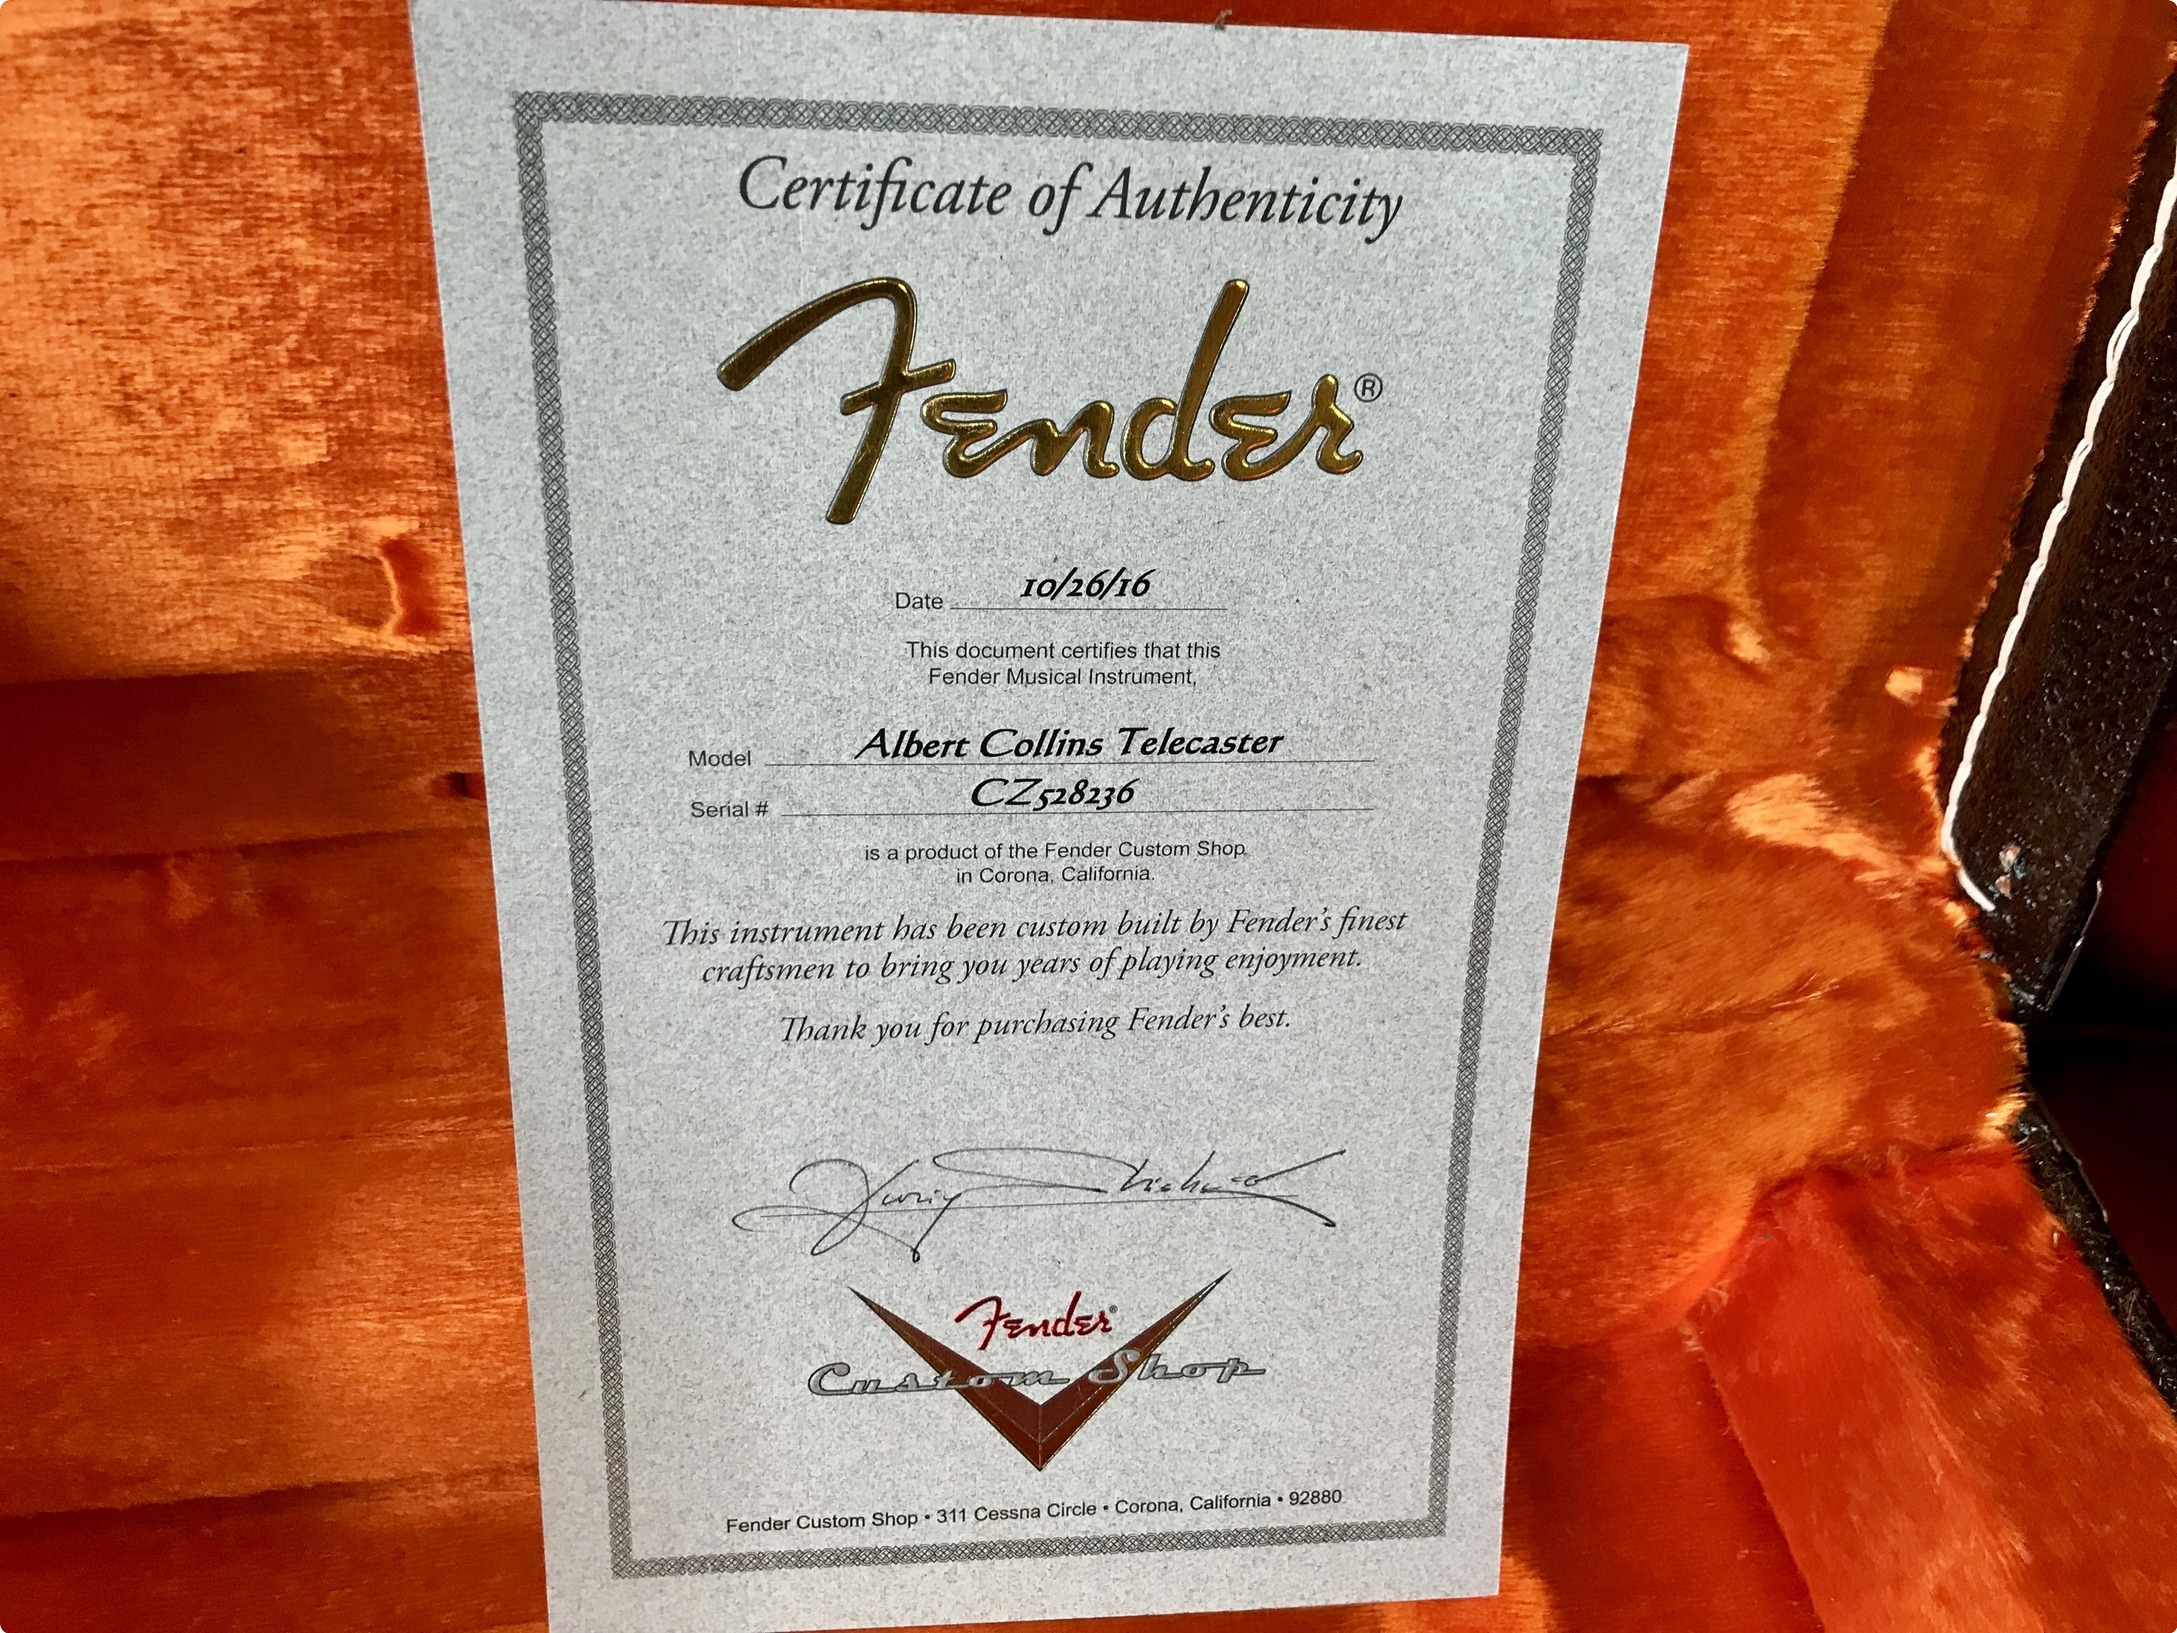 Certificate of Authenticity
Fender®
Date 10/26/16
This document certifies that this
Fender Musical Instrument,
Model Albert Collins Telecaster
Serial # CZ528236
is a product of the Fender Custom Shop
in Corona, California.
This instrument has been custom built by Fender's finest
craftsmen to bring you years of playing enjoyment.
Thank you for purchasing Fender's best.
Fender®
Custom Shop
Fender Custom Shop • 311 Cessna Circle • Corona, California • 92880